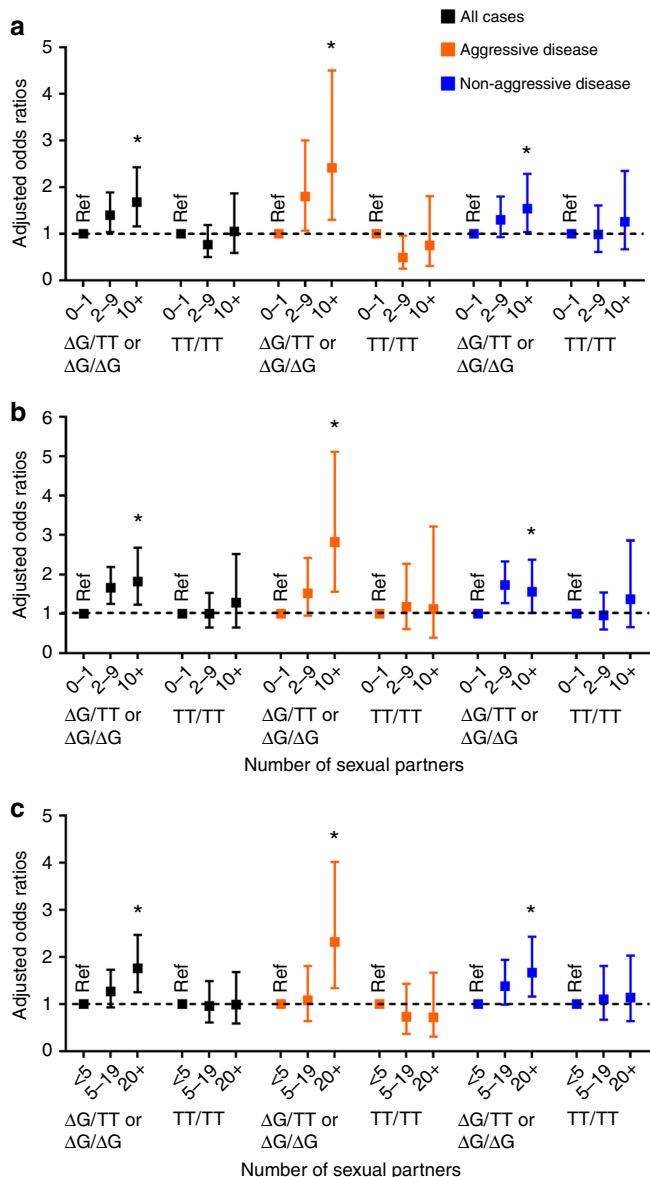 a
All cases
Aggressive disease
Non-aggressive disease
Adjusted odds ratios
5
4
3
2
1
0
* * *
Ref Ref Ref Ref Ref Ref
0–1 2–9 10+ 0–1 2–9 10+ 0–1 2–9 10+ 0–1 2–9 10+ 0–1 2–9 10+ 0–1 2–9 10+
ΔG/TT or TT/TT ΔG/TT or TT/TT ΔG/TT or TT/TT
ΔG/ΔG ΔG/ΔG ΔG/ΔG
b
Adjusted odds ratios
6
5
4
3
2
1
0
* * *
Ref Ref Ref Ref Ref Ref
0–1 2–9 10+ 0–1 2–9 10+ 0–1 2–9 10+ 0–1 2–9 10+ 0–1 2–9 10+ 0–1 2–9 10+
ΔG/TT or TT/TT ΔG/TT or TT/TT ΔG/TT or TT/TT
ΔG/ΔG ΔG/ΔG ΔG/ΔG
Number of sexual partners
c
Adjusted odds ratios
5
4
3
2
1
0
* * *
Ref Ref Ref Ref Ref Ref
<5 5–19 20+ <5 5–19 20+ <5 5–19 20+ <5 5–19 20+ <5 5–19 20+ <5 5–19 20+
ΔG/TT or TT/TT ΔG/TT or TT/TT ΔG/TT or TT/TT
ΔG/ΔG ΔG/ΔG ΔG/ΔG
Number of sexual partners